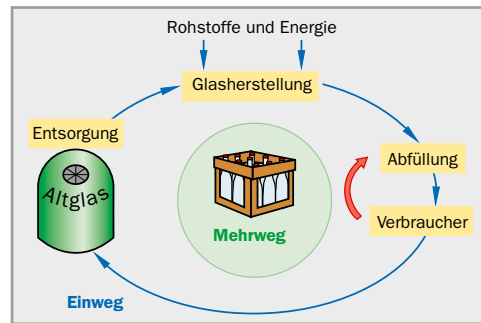 Rohstoffe und Energie
Glasherstellung
Entsorgung
Abfüllung
Altglas
Verbraucher
Mehrweg
Einweg